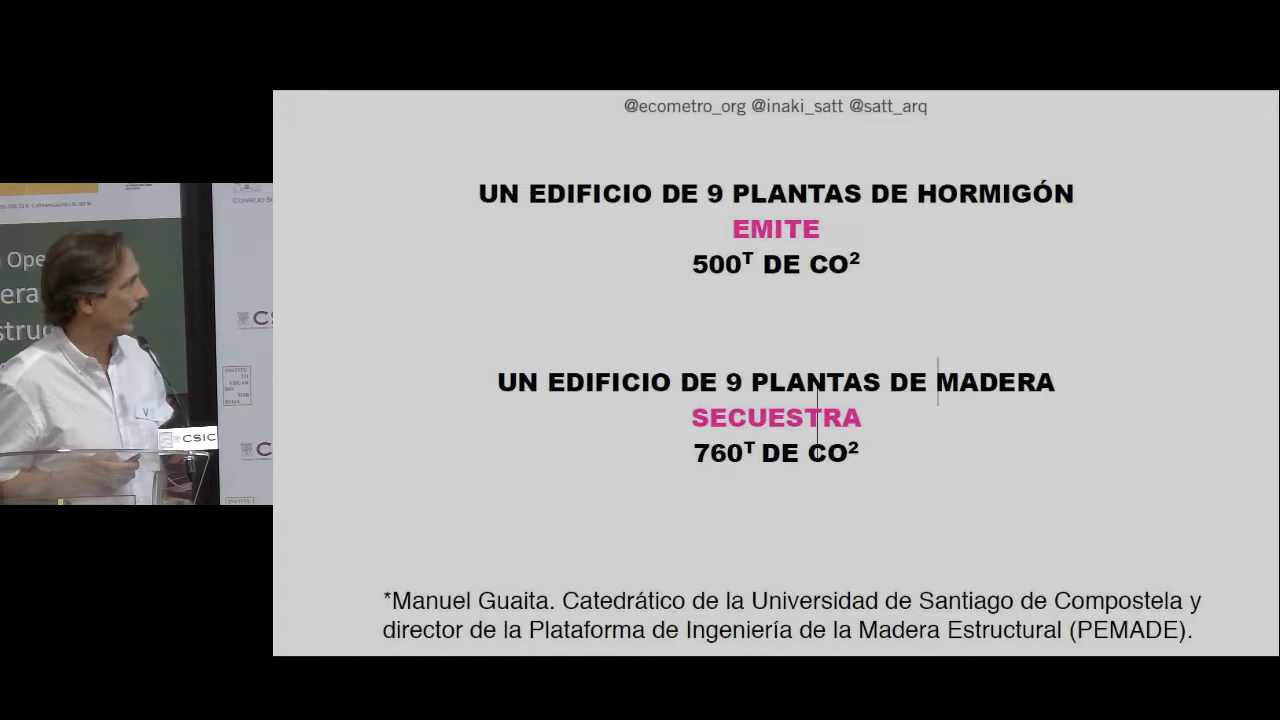 @ecometro_org @inaki_satt @satt_arq
UN EDIFICIO DE 9 PLANTAS DE HORMIGÓN
EMITE
500ᵀ DE CO²
UN EDIFICIO DE 9 PLANTAS DE MADERA
SECUESTRA
760ᵀ DE CO²
*Manuel Guaita. Catedrático de la Universidad de Santiago de Compostela y
director de la Plataforma de Ingeniería de la Madera Estructural (PEMADE).
CSIC